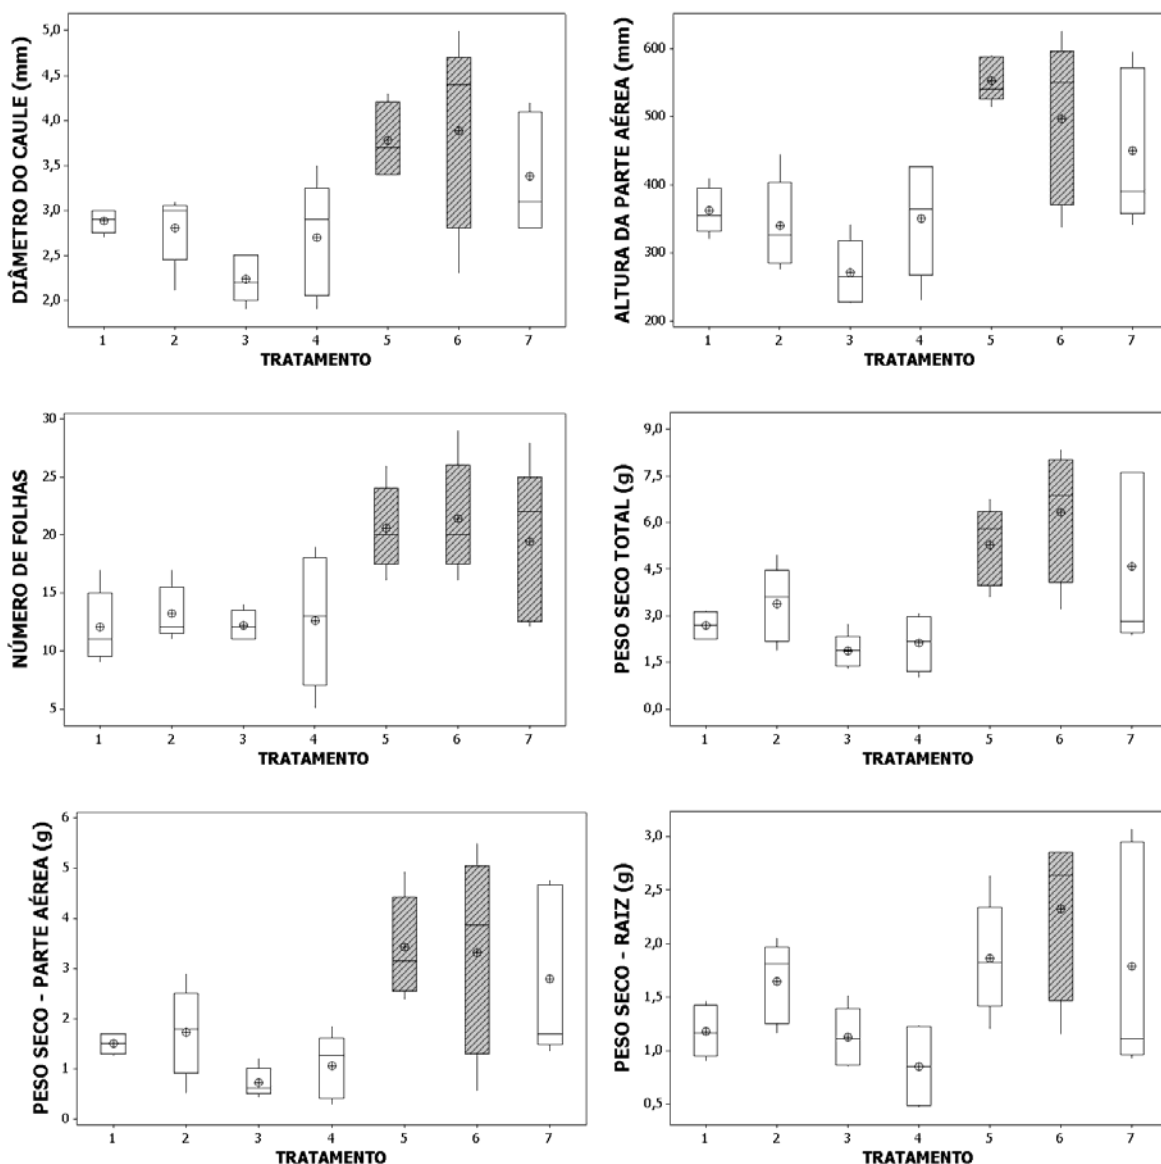 DIÂMETRO DO CAULE (mm)
5,0
4,5
4,0
3,5
3,0
2,5
2,0
1 2 3 4 5 6 7
TRATAMENTO
ALTURA DA PARTE AÉREA (mm)
600
500
400
300
200
1 2 3 4 5 6 7
TRATAMENTO
NÚMERO DE FOLHAS
30
25
20
15
10
5
1 2 3 4 5 6 7
TRATAMENTO
PESO SECO TOTAL (g)
9,0
7,5
6,0
4,5
3,0
1,5
0,0
1 2 3 4 5 6 7
TRATAMENTO
PESO SECO - PARTE AÉREA (g)
6
5
4
3
2
1
0
1 2 3 4 5 6 7
TRATAMENTO
PESO SECO - RAIZ (g)
3,0
2,5
2,0
1,5
1,0
0,5
1 2 3 4 5 6 7
TRATAMENTO